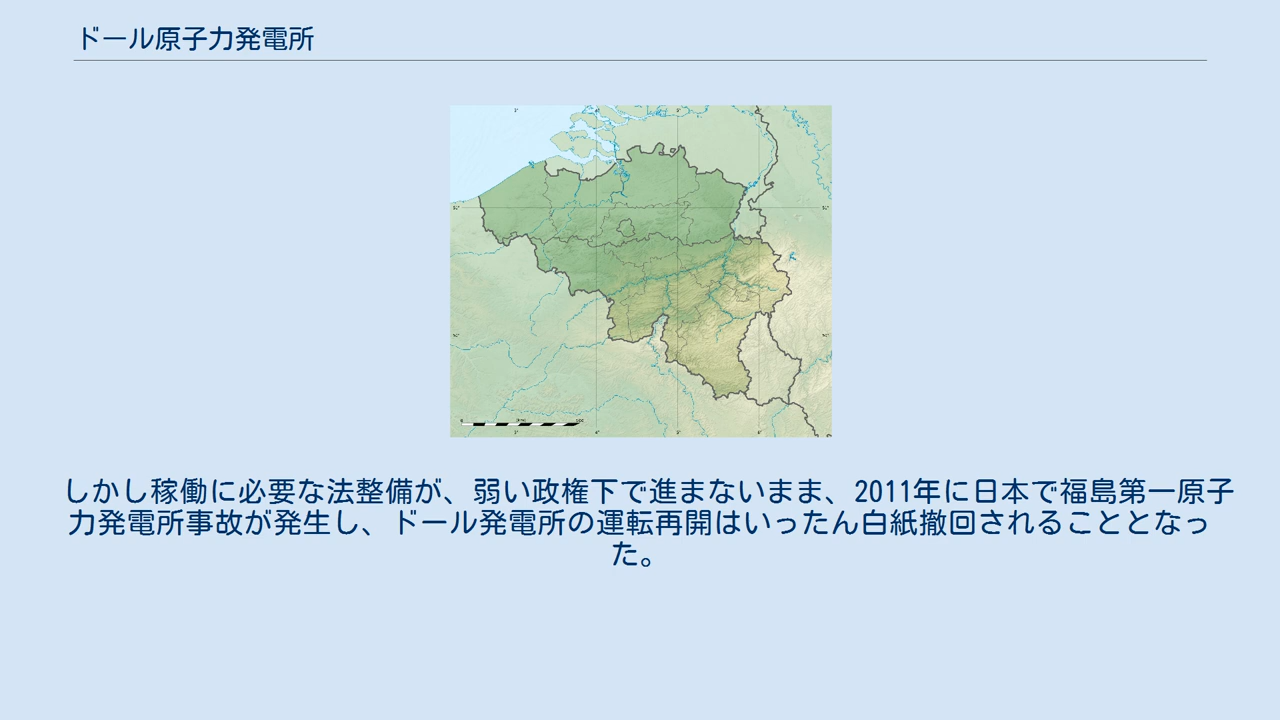 ドール原子力発電所
しかし稼働に必要な法整備が、弱い政権下で進まないまま、2011年に日本で福島第一原子
力発電所事故が発生し、ドール発電所の運転再開はいったん白紙撤回されることとなっ
た。